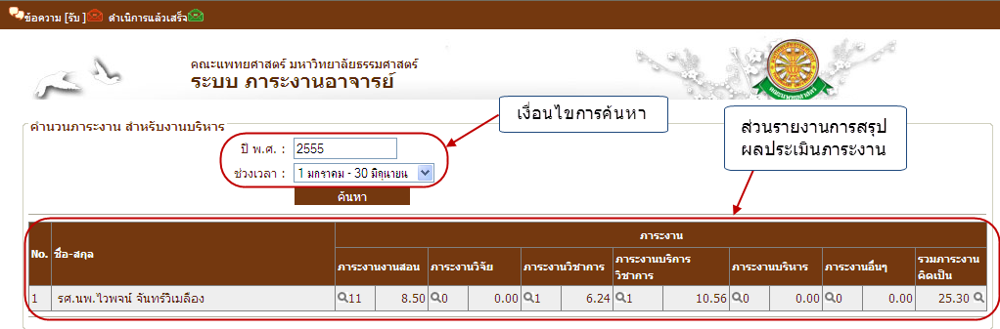 ข้อความ [รับ ] ดำเนิการแล้วเสร็จ
คณะแพทยศาสตร์ มหาวิทยาลัยธรรมศาสตร์
ระบบ ภาระงานอาจารย์
เงื่อนไขการค้นหา
ส่วนรายงานการสรุป
ผลประเมินภาระงาน
คำนวนภาระงาน สำหรับงานบริหาร
ปี พ.ศ. : 2555
ช่วงเวลา : 1 มกราคม - 30 มิถุนายน
ค้นหา
ภาระงาน
No. ชื่อ-สกุล
ภาระงานงานสอน ภาระงานวิจัย ภาระงานวิชาการ ภาระงานบริการวิชาการ ภาระงานบริหาร ภาระงานอื่นๆ รวมภาระงานคิดเป็น
1 รศ.นพ.ไวพจน์ จันทร์วิเมลือง 11 8.50 0 0.00 1 6.24 1 10.56 0 0.00 0 0.00 25.30